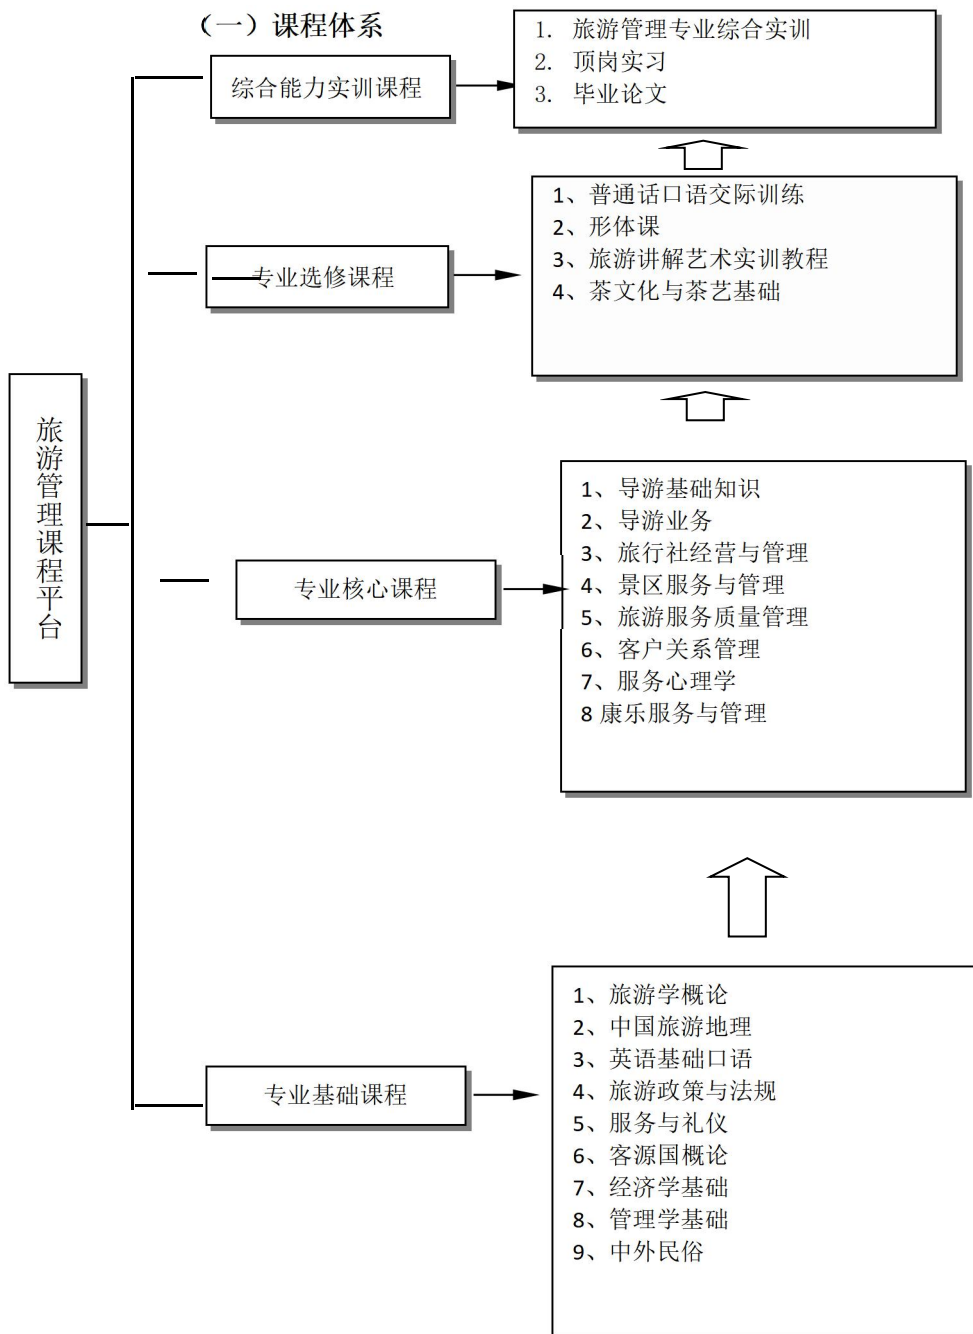 （一）课程体系
综合能力实训课程
1. 旅游管理专业综合实训
2. 顶岗实习
3. 毕业论文
专业选修课程
1、普通话口语交际训练
2、形体课
3、旅游讲解艺术实训教程
4、茶文化与茶艺基础
旅游管理课程平台
专业核心课程
1、导游基础知识
2、导游业务
3、旅行社经营与管理
4、景区服务与管理
5、旅游服务质量管理
6、客户关系管理
7、服务心理学
8 康乐服务与管理
专业基础课程
1、旅游学概论
2、中国旅游地理
3、英语基础口语
4、旅游政策与法规
5、服务与礼仪
6、客源国概论
7、经济学基础
8、管理学基础
9、中外民俗